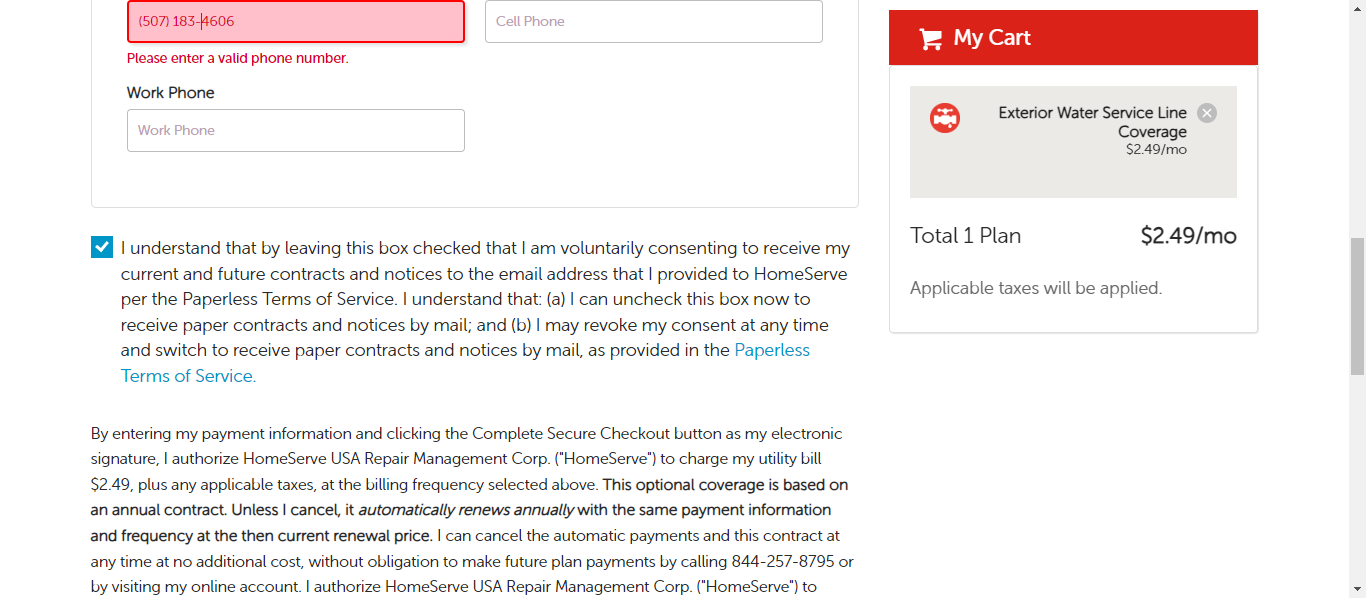 (507) 183-4606
Cell Phone
Please enter a valid phone number.
Work Phone
Work Phone
I understand that by leaving this box checked that I am voluntarily consenting to receive my
current and future contracts and notices to the email address that I provided to HomeServe
per the Paperless Terms of Service. I understand that: (a) I can uncheck this box now to
receive paper contracts and notices by mail; and (b) I may revoke my consent at any time
and switch to receive paper contracts and notices by mail, as provided in the Paperless
Terms of Service.
By entering my payment information and clicking the Complete Secure Checkout button as my electronic
signature, I authorize HomeServe USA Repair Management Corp. ("HomeServe") to charge my utility bill
$2.49, plus any applicable taxes, at the billing frequency selected above. This optional coverage is based on
an annual contract. Unless I cancel, it automatically renews annually with the same payment information
and frequency at the then current renewal price. I can cancel the automatic payments and this contract at
any time at no additional cost, without obligation to make future plan payments by calling 844-257-8795 or
by visiting my online account. I authorize HomeServe USA Repair Management Corp. ("HomeServe") to
My Cart
Exterior Water Service Line
Coverage
$2.49/mo
Total 1 Plan
$2.49/mo
Applicable taxes will be applied.